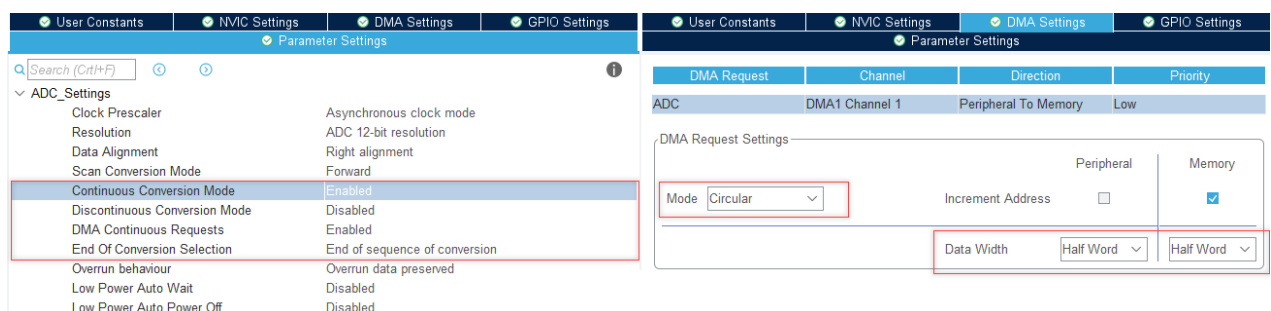 User Constants NVIC Settings DMA Settings GPIO Settings
Parameter Settings
Search (Crtl+F)
ADC_Settings
Clock Prescaler Asynchronous clock mode
Resolution ADC 12-bit resolution
Data Alignment Right alignment
Scan Conversion Mode Forward
Continuous Conversion Mode Enabled
Discontinuous Conversion Mode Disabled
DMA Continuous Requests Enabled
End Of Conversion Selection End of sequence of conversion
Overrun behaviour Overrun data preserved
Low Power Auto Wait Disabled
Low Power Auto Power Off Disabled
User Constants NVIC Settings DMA Settings GPIO Settings
Parameter Settings
DMA Request Channel Direction Priority
ADC DMA1 Channel 1 Peripheral To Memory Low
DMA Request Settings
Peripheral Memory
Mode Circular Increment Address
Data Width Half Word Half Word